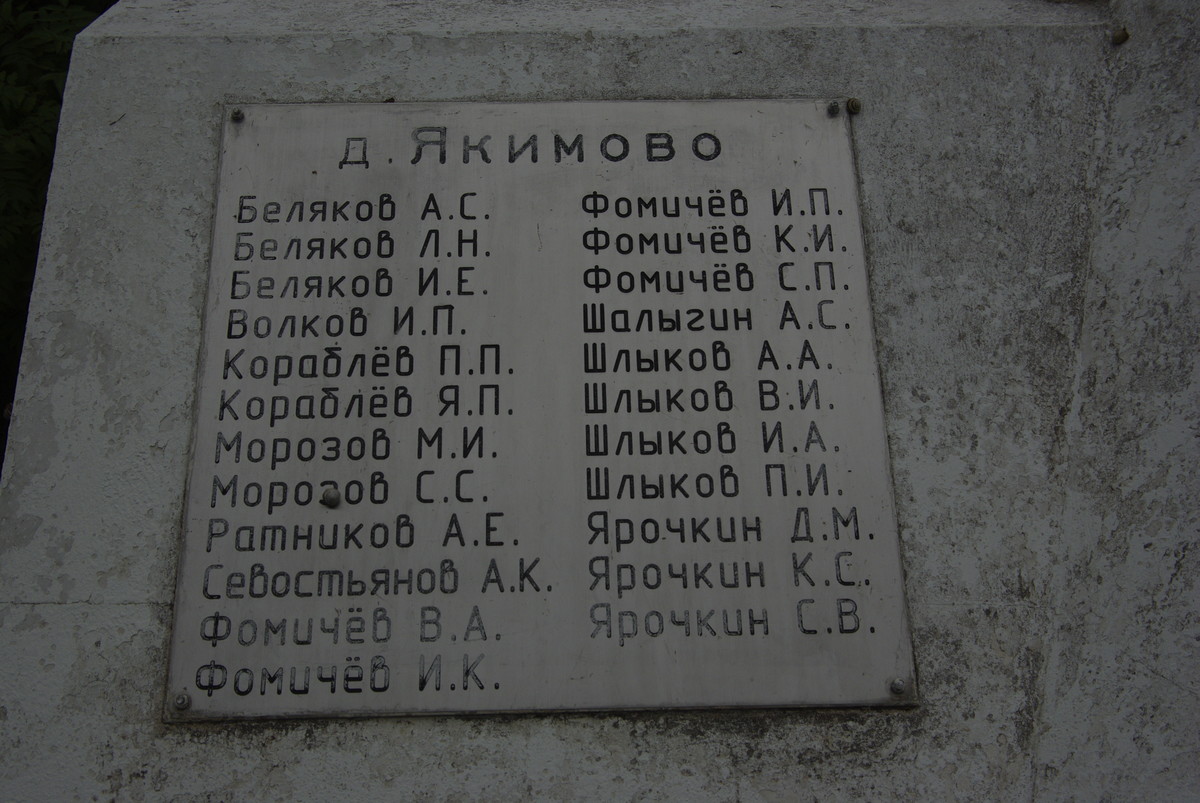 д. Якимово
Беляков А.С.
Беляков Л.Н.
Беляков И.Е.
Волков И.П.
Кораблёв П.П.
Кораблёв Я.П.
Морозов М.И.
Морозов С.С.
Ратников А.Е.
Севостьянов А.К.
Фомичёв В.А.
Фомичёв И.К.
Фомичёв И.П.
Фомичёв К.И.
Фомичёв С.П.
Шалыгин А.С.
Шлыков А.А.
Шлыков В.И.
Шлыков И.А.
Шлыков П.И.
Ярочкин Д.М.
Ярочкин К.С.
Ярочкин С.В.